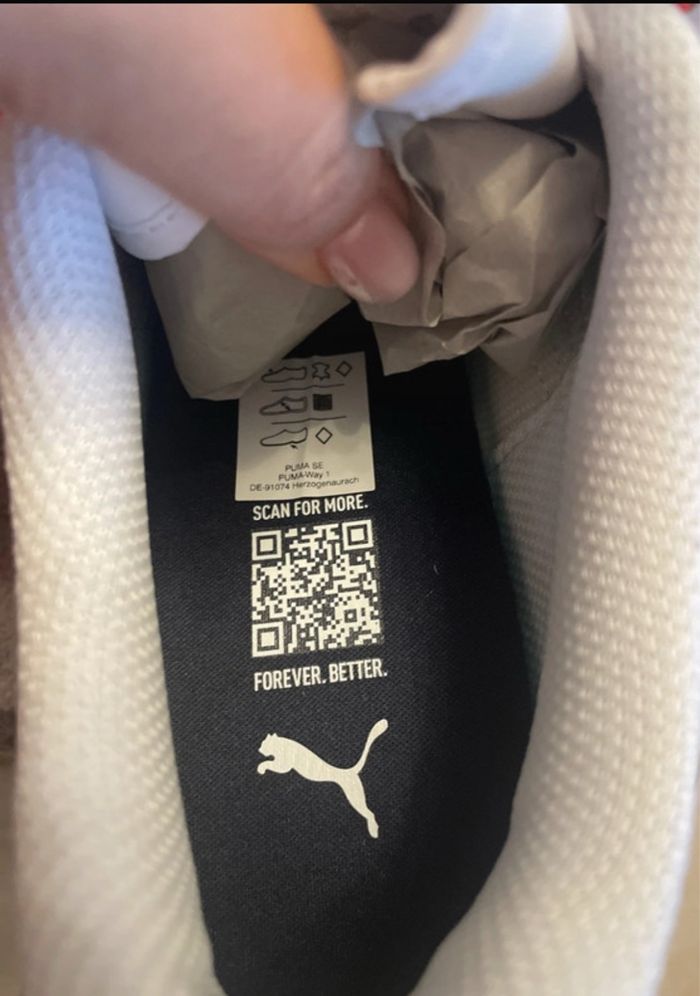 PUMA SE
PUMA-Way 1
DE-91074 Herzogenaurach
SCAN FOR MORE.
FOREVER. BETTER.